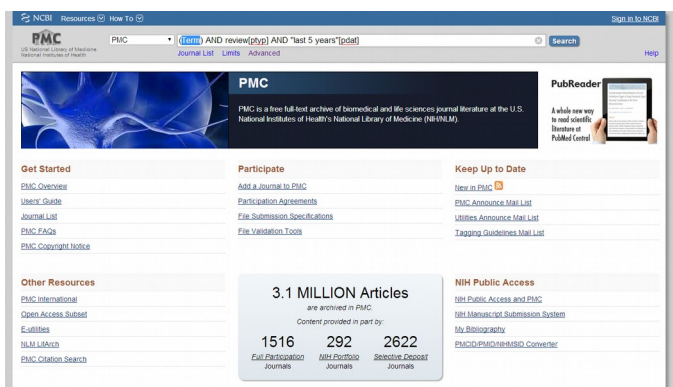 NCBI Resources How To Sign in to NCBI
PMC
US National Library of Medicine
National Institutes of Health
PMC (Term) AND review[ptyp] AND "last 5 years"[pdat] Search
Journal List Limits Advanced Help
PMC
PMC is a free full-text archive of biomedical and life sciences journal literature at the U.S.
National Institutes of Health's National Library of Medicine (NIH/NLM).
PubReader
A whole new way
to read scientific
literature at
PubMed Central
Get Started
PMC Overview
Users' Guide
Journal List
PMC FAQs
PMC Copyright Notice
Participate
Add a Journal to PMC
Participation Agreements
File Submission Specifications
File Validation Tools
Keep Up to Date
New in PMC
PMC Announce Mail List
Utilities Announce Mail List
Tagging Guidelines Mail List
Other Resources
PMC International
Open Access Subset
E-utilities
NLM LitArch
PMC Citation Search
3.1 MILLION Articles
are archived in PMC.
Content provided in part by:
1516 292 2622
Full Participation NIH Portfolio Selective Deposit
Journals Journals Journals
NIH Public Access
NIH Public Access and PMC
NIH Manuscript Submission System
My Bibliography
PMCID/PMID/NIHMSID Converter